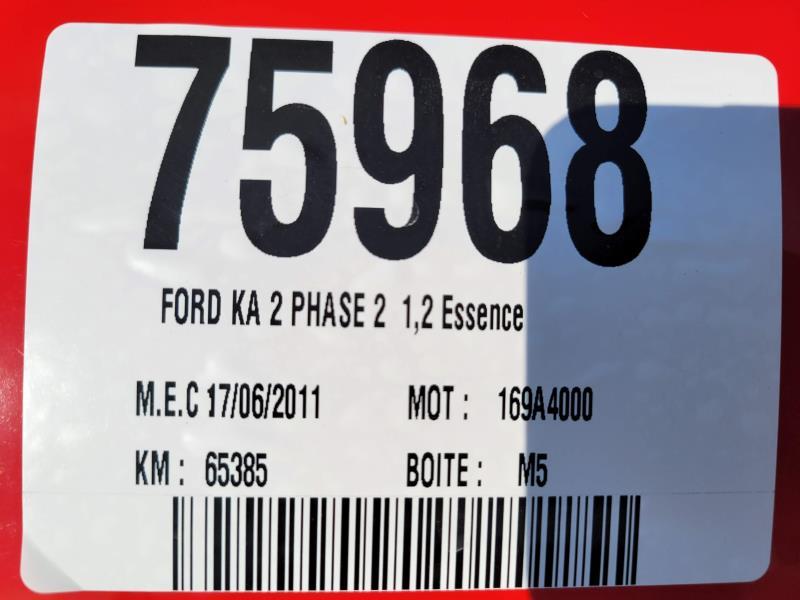 75968
FORD KA 2 PHASE 2 1,2 Essence
M.E.C : 17/06/2011 MOT : 169A4000
KM : 65385 BOITE : M5